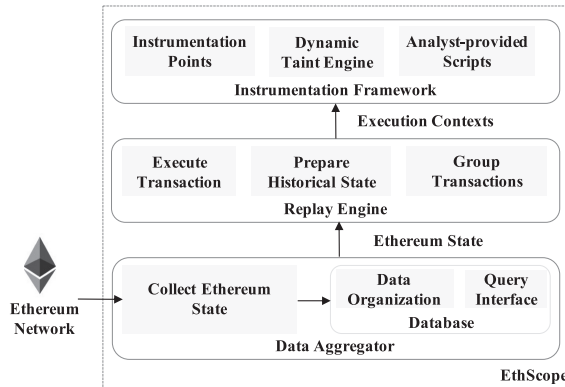 Instrumentation
Points
Dynamic
Taint Engine
Analyst-provided
Scripts
Instrumentation Framework
Execution Contexts
Execute
Transaction
Prepare
Historical State
Group
Transactions
Replay Engine
Ethereum State
Ethereum
Network
Collect Ethereum
State
Data
Organization
Query
Interface
Database
Data Aggregator
EthScope